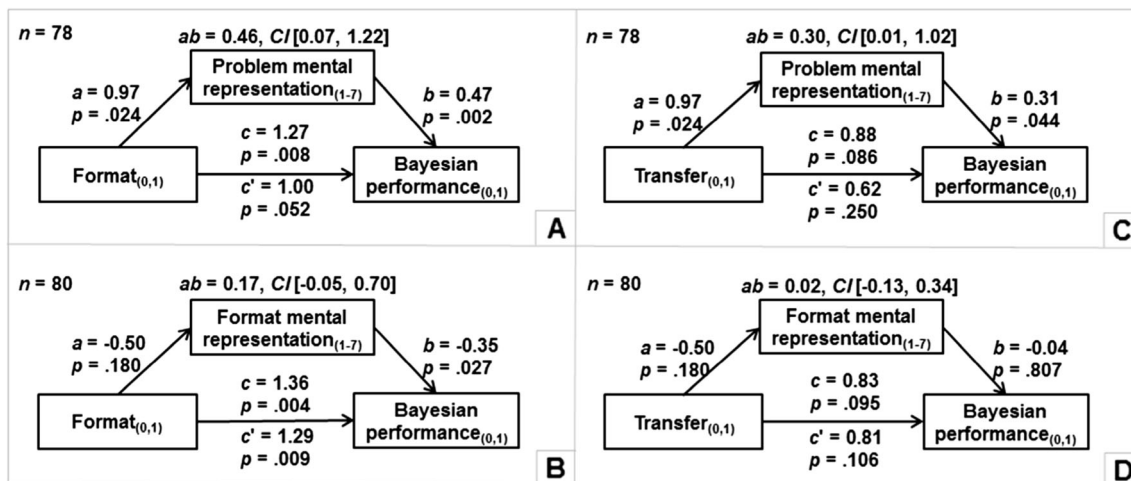 n = 78
ab = 0.46, CI [0.07, 1.22]
Problem mental
representation(1-7)
a = 0.97
p = .024
b = 0.47
p = .002
c = 1.27
p = .008
Format(0,1)
Bayesian
performance(0,1)
c' = 1.00
p = .052
A
n = 78
ab = 0.30, CI [0.01, 1.02]
Problem mental
representation(1-7)
a = 0.97
p = .024
b = 0.31
p = .044
c = 0.88
p = .086
Transfer(0,1)
Bayesian
performance(0,1)
c' = 0.62
p = .250
C
n = 80
ab = 0.17, CI [-0.05, 0.70]
Format mental
representation(1-7)
a = -0.50
p = .180
b = -0.35
p = .027
c = 1.36
p = .004
Format(0,1)
Bayesian
performance(0,1)
c' = 1.29
p = .009
B
n = 80
ab = 0.02, CI [-0.13, 0.34]
Format mental
representation(1-7)
a = -0.50
p = .180
b = -0.04
p = .807
c = 0.83
p = .095
Transfer(0,1)
Bayesian
performance(0,1)
c' = 0.81
p = .106
D